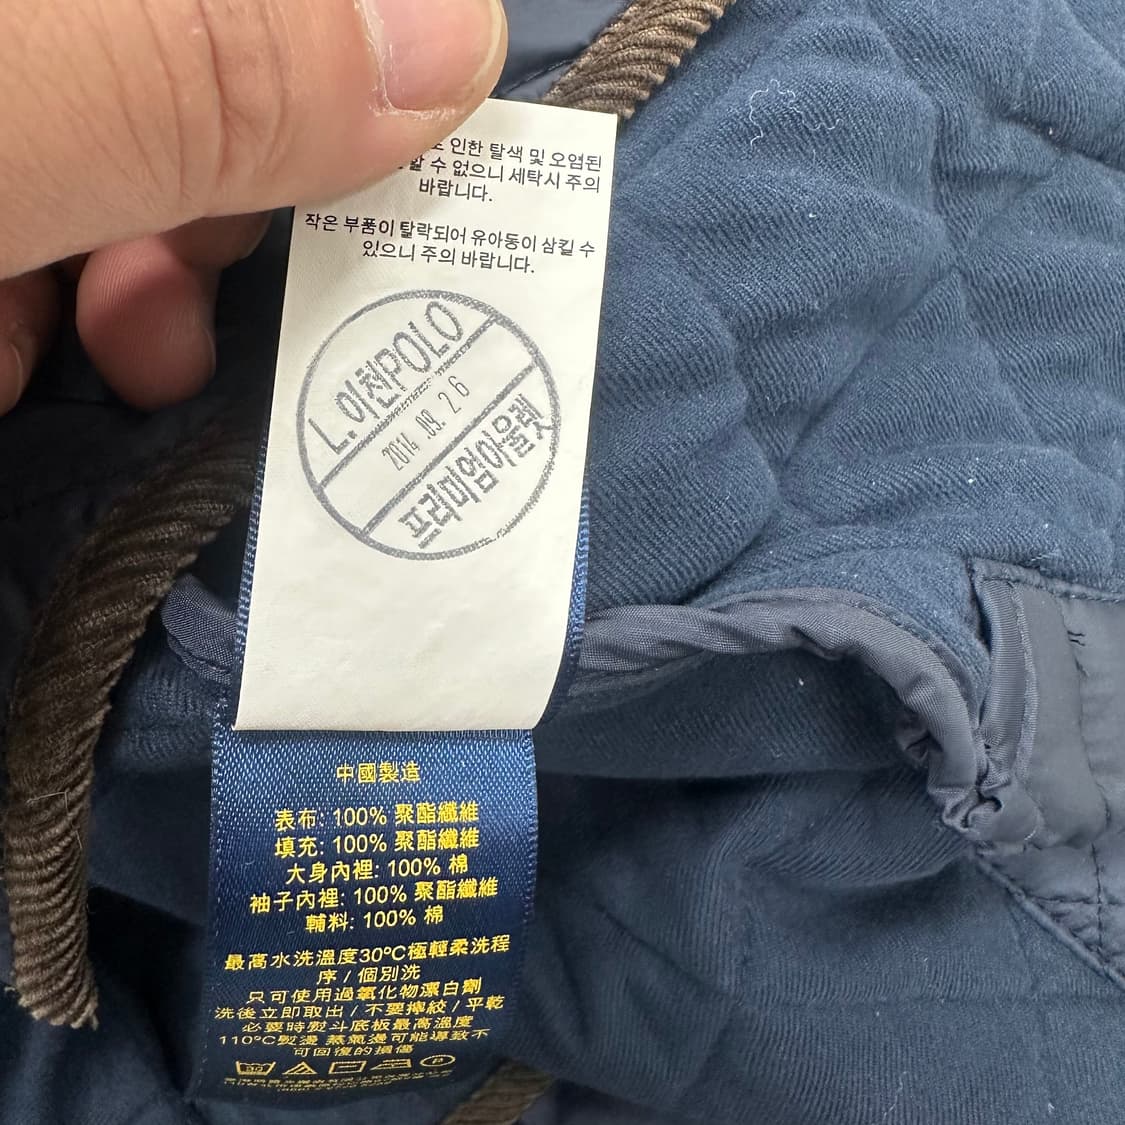 인한 탈색 및 오염된
할 수 없으니 세탁시 주의
바랍니다.
작은 부품이 탈락되어 유아동이 삼킬 수
있으니 주의 바랍니다.
L.이천POLO
2014.09.26
프리미엄아울렛
中國製造
表布: 100% 聚酯纖維
填充: 100% 聚酯纖維
大身內裡: 100% 棉
袖子內裡: 100% 聚酯纖維
輔料: 100% 棉
最高水洗溫度30°C極輕柔洗程
序 / 個別洗
只可使用過氧化物漂白劑
洗後立即取出 / 不要擰絞 / 平乾
必要時熨斗底板最高溫度
110°C熨燙 蒸氣燙可能導致不
可回復的損傷